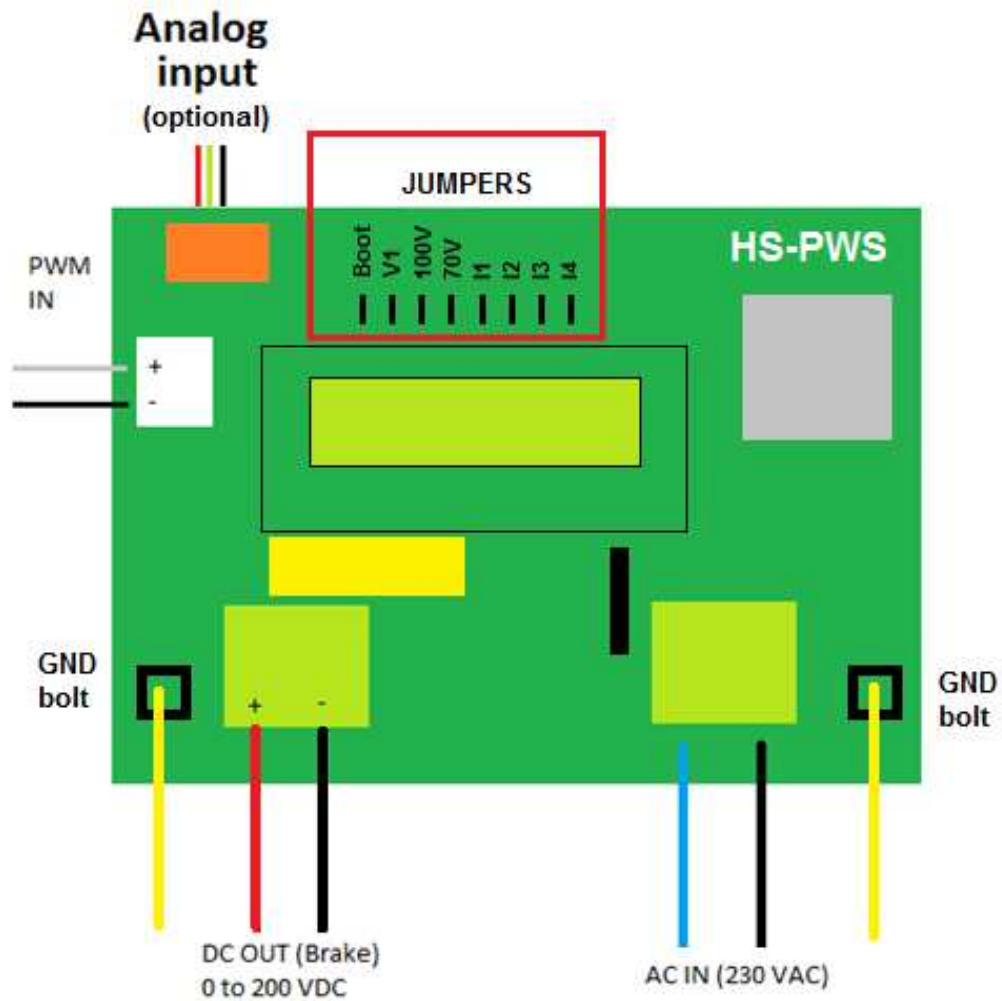 Analog
input
(optional)
JUMPERS
Boot
V1
100V
70V
I1
I2
I3
I4
HS-PWS
PWM
IN
+
-
GND
bolt
+ -
GND
bolt
DC OUT (Brake)
0 to 200 VDC
AC IN (230 VAC)